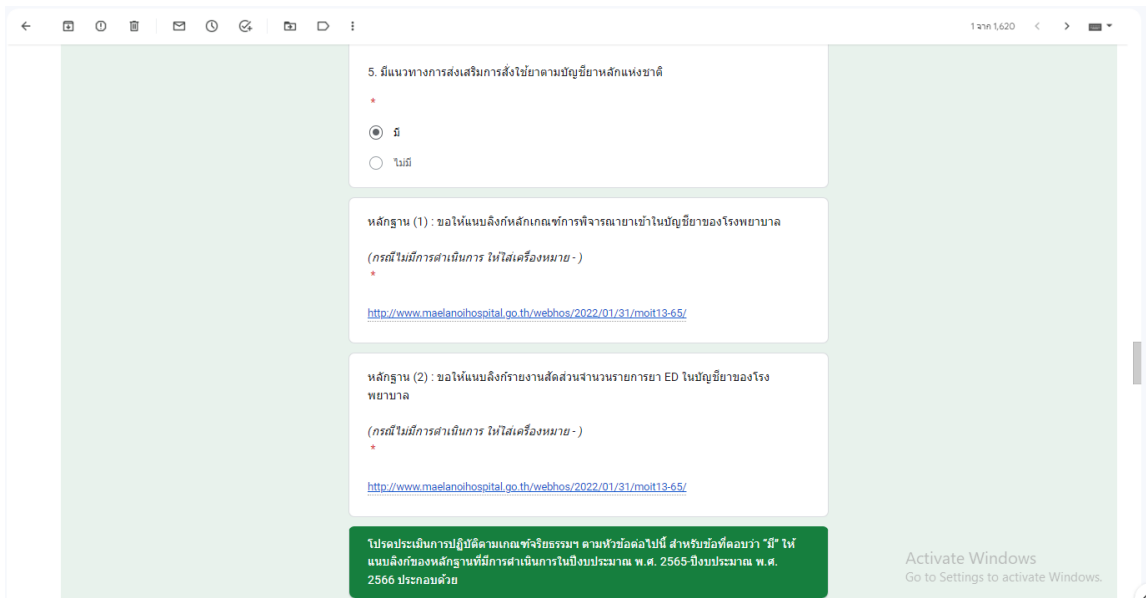 1 จาก 1,620
5. มีแนวทางการส่งเสริมการสั่งใช้ยาตามบัญชียาหลักแห่งชาติ
*
มี
ไม่มี
หลักฐาน (1) : ขอให้แนบลิงก์หลักเกณฑ์การพิจารณายาเข้าในบัญชียาของโรงพยาบาล
(กรณีไม่มีการดำเนินการ ให้ใส่เครื่องหมาย - )
*
http://www.maelanoihospital.go.th/webhos/2022/01/31/moit13-65/
หลักฐาน (2) : ขอให้แนบลิงก์รายงานสัดส่วนจำนวนรายการยา ED ในบัญชียาของโรง
พยาบาล
(กรณีไม่มีการดำเนินการ ให้ใส่เครื่องหมาย - )
*
http://www.maelanoihospital.go.th/webhos/2022/01/31/moit13-65/
โปรดประเมินการปฏิบัติตามเกณฑ์จริยธรรมฯ ตามหัวข้อต่อไปนี้ สำหรับข้อที่ตอบว่า “มี” ให้
แนบลิงก์ของหลักฐานที่มีการดำเนินการในปีงบประมาณ พ.ศ. 2565-ปีงบประมาณ พ.ศ.
2566 ประกอบด้วย
Activate Windows
Go to Settings to activate Windows.